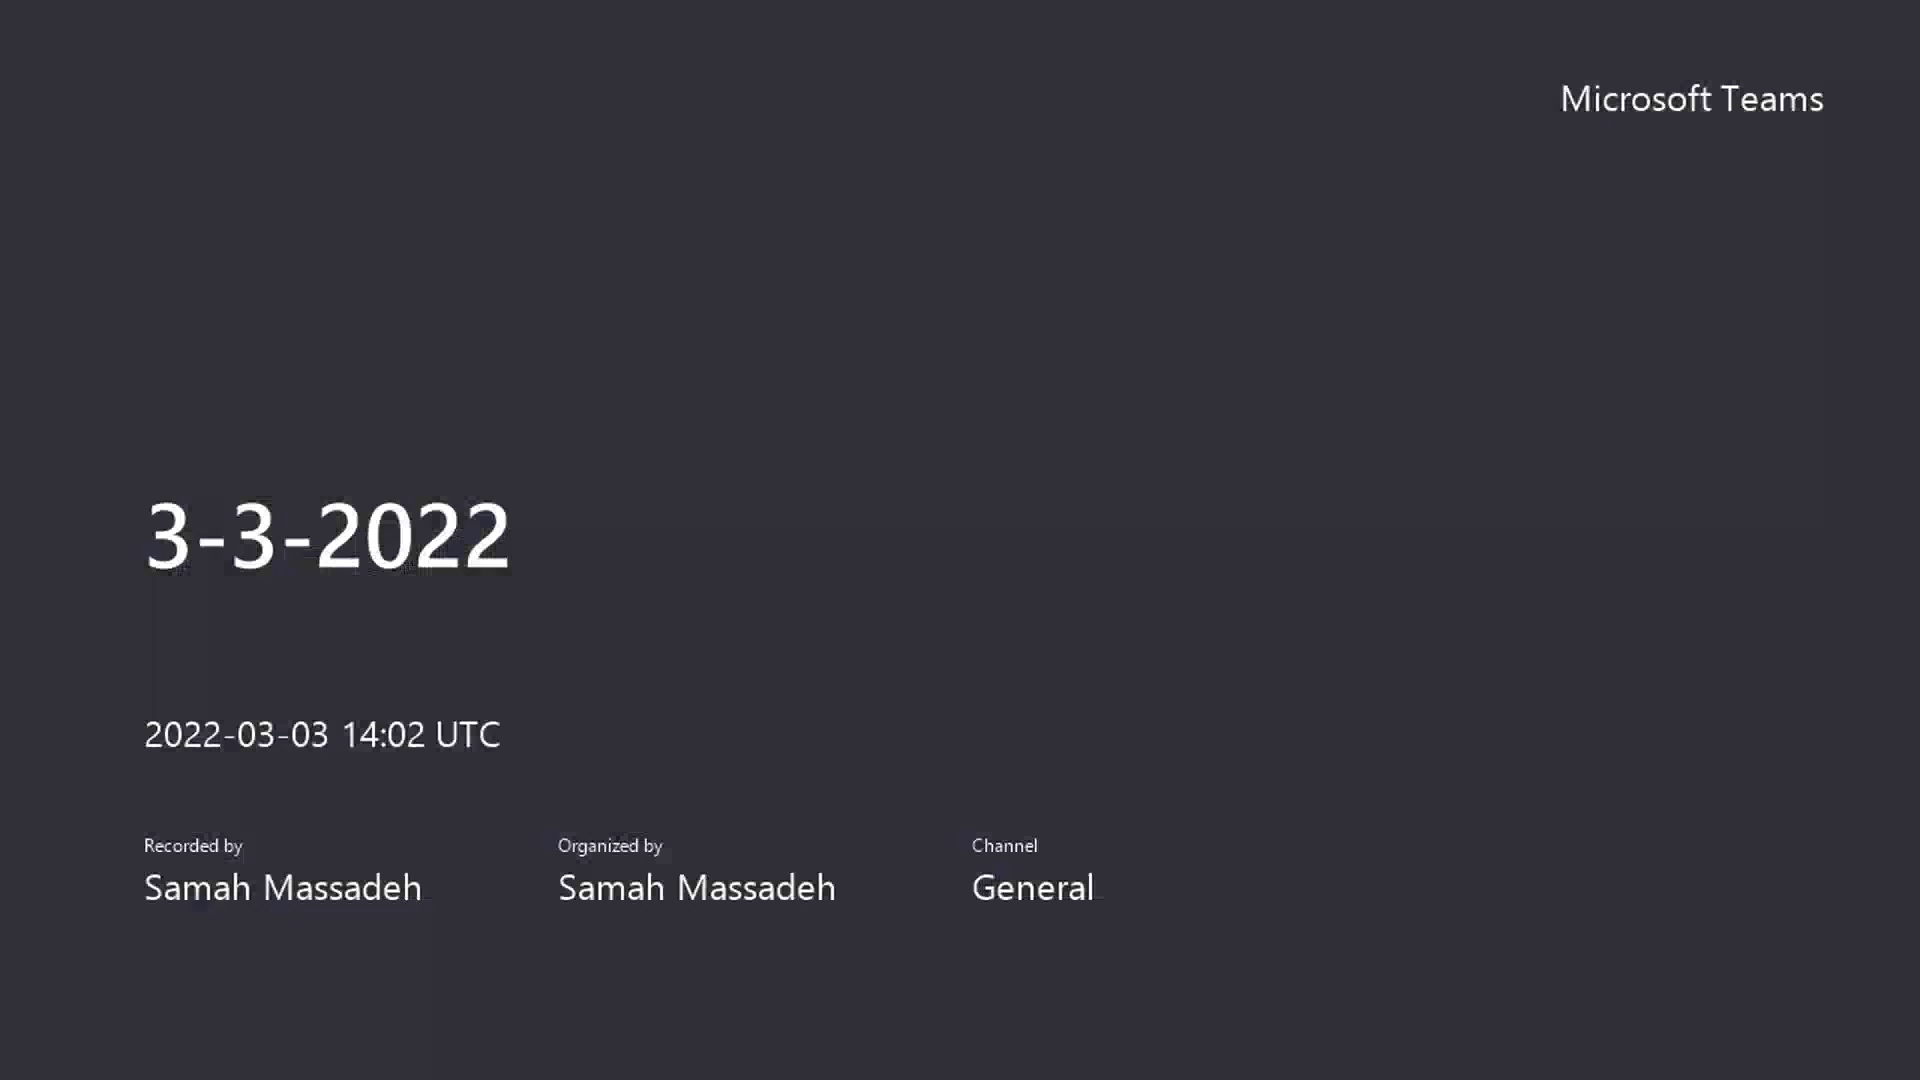 Microsoft Teams
3-3-2022
2022-03-03 14:02 UTC
Recorded by
Samah Massadeh
Organized by
Samah Massadeh
Channel
General